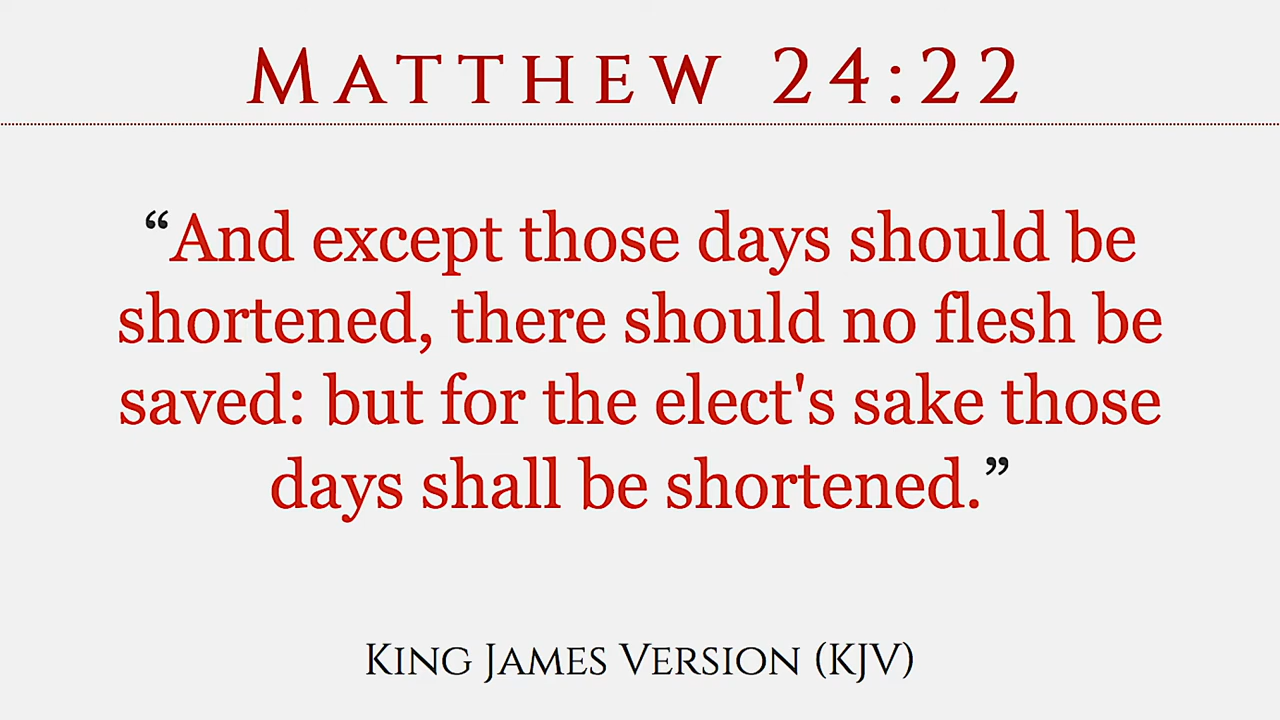 Matthew 24:22
“And except those days should be
shortened, there should no flesh be
saved: but for the elect's sake those
days shall be shortened.”
King James Version (KJV)